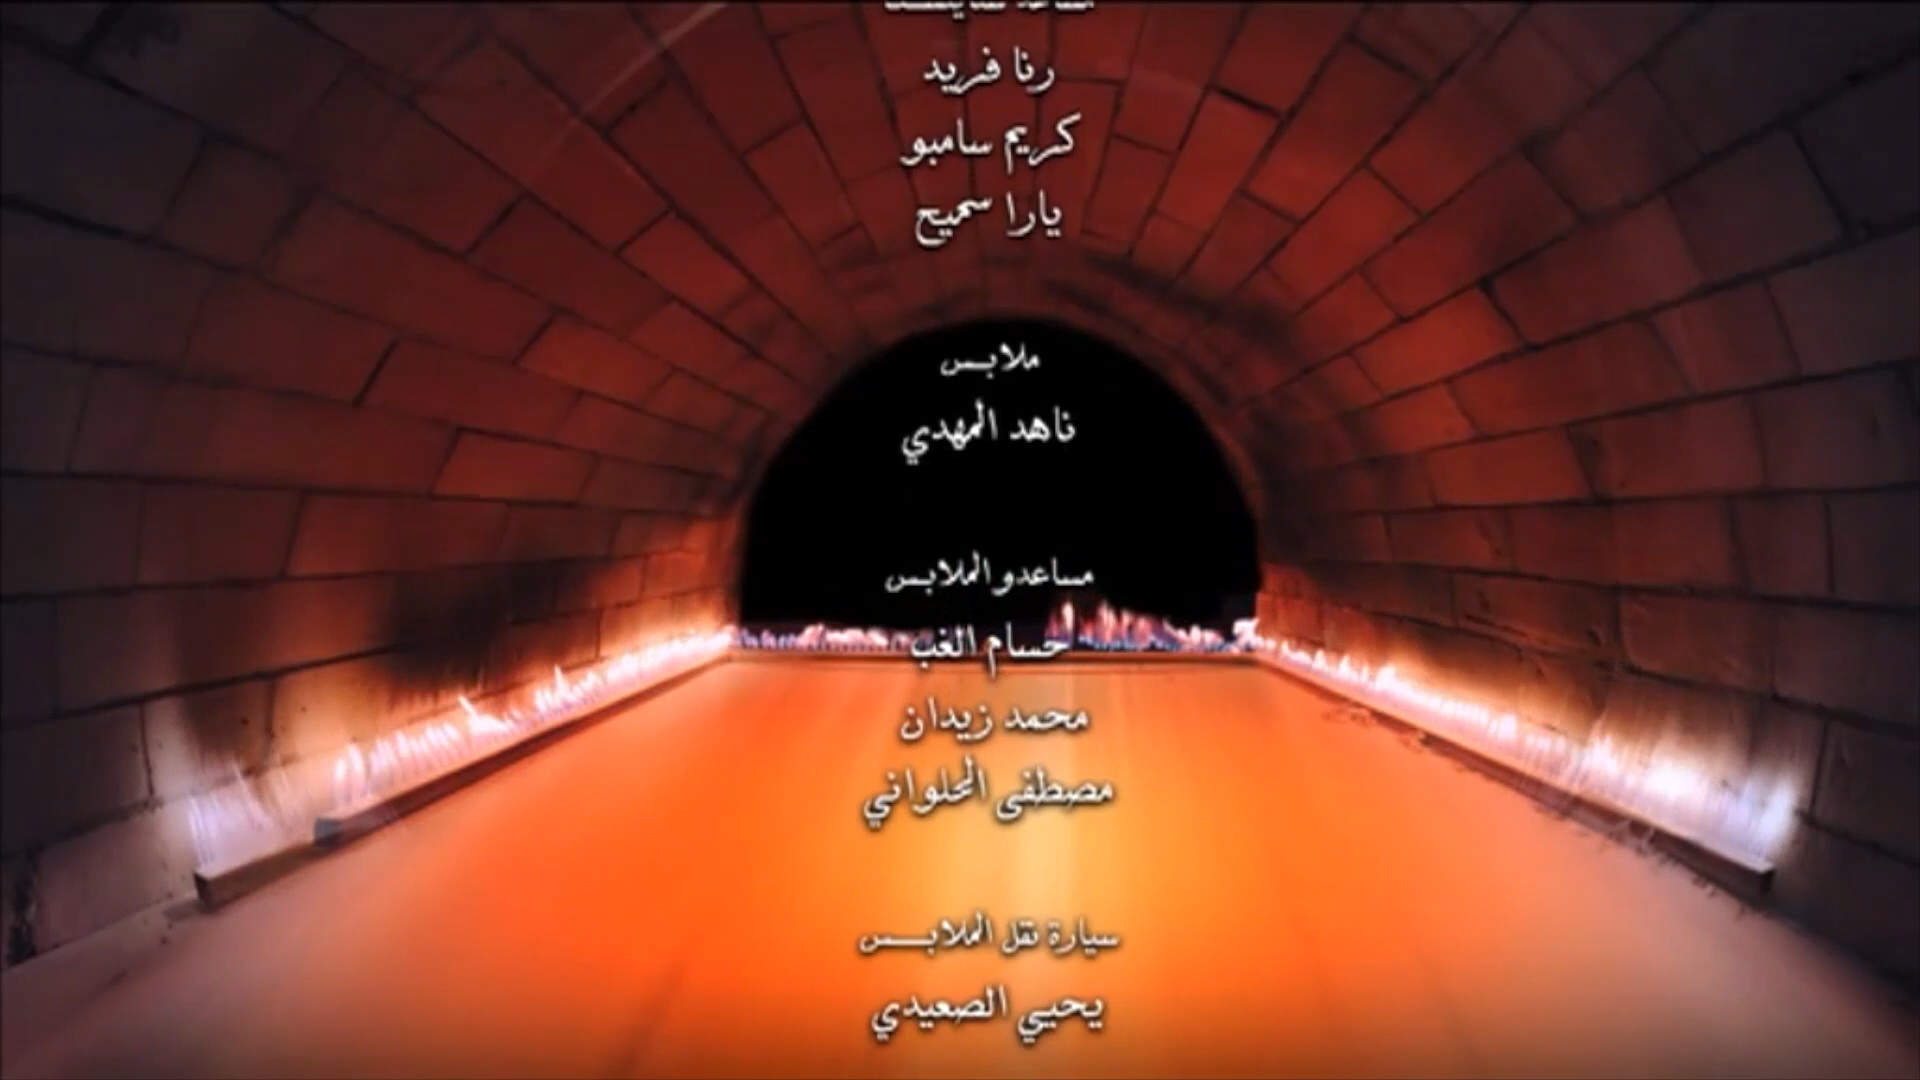 رنا فريد
كريم سامبو
يارا سميح
ملابس
ناهد المهدي
مساعدو الملابس
حسام الغب
محمد زيدان
مصطفى الحلواني
سيارة نقل الملابس
يحيي الصعيدي